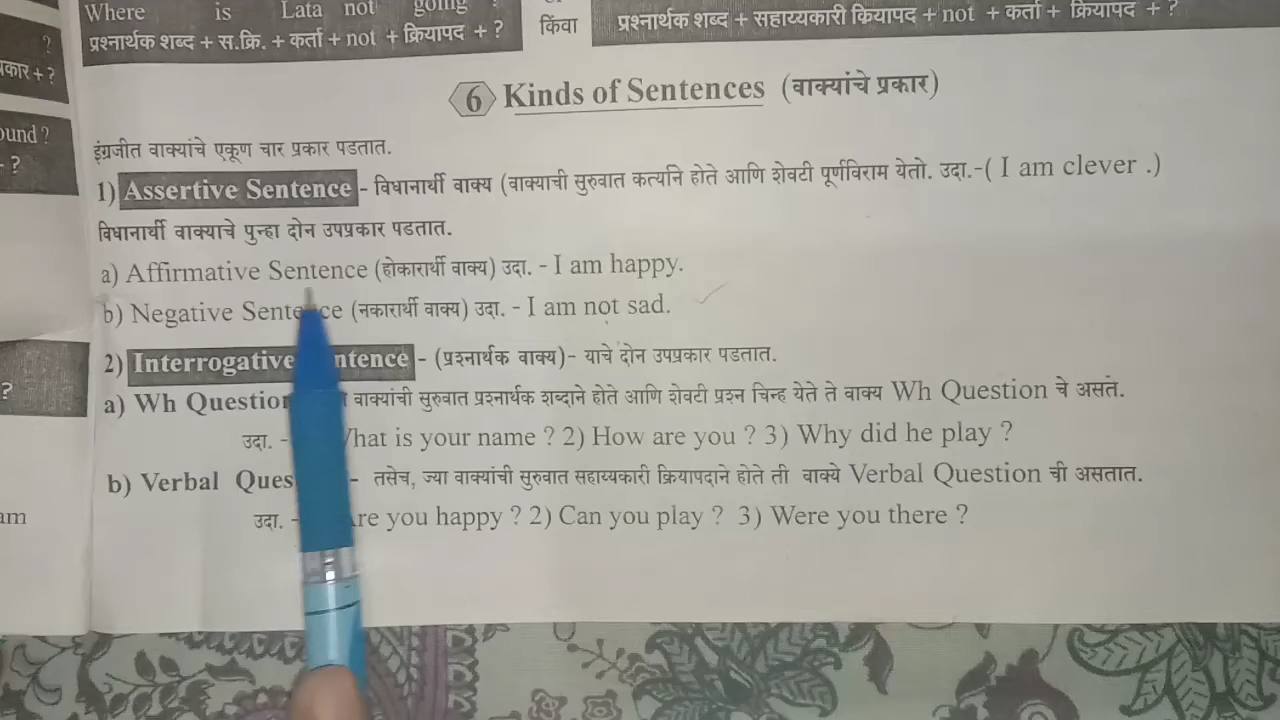 Where is Lata not going ?
प्रश्नार्थक शब्द + स.क्रि. + कर्ता + not + क्रियापद + ?
किंवा
प्रश्नार्थक शब्द + सहाय्यकारी कियापद + not + कर्ता + क्रियापद + ?
?
कार + ?
ound ?
- ?
?
am
6 Kinds of Sentences (वाक्यांचे प्रकार)
इंग्रजीत वाक्यांचे एकूण चार प्रकार पडतात.
1) Assertive Sentence - विधानार्थी वाक्य (वाक्याची सुरुवात कर्त्याने होते आणि शेवटी पूर्णविराम येतो. उदा.-( I am clever .)
विधानार्थी वाक्याचे पुन्हा दोन उपप्रकार पडतात.
a) Affirmative Sentence (होकारार्थी वाक्य) उदा. - I am happy.
b) Negative Sentence (नकारार्थी वाक्य) उदा. - I am not sad.
2) Interrogative entence - (प्रश्नार्थक वाक्य)- याचे दोन उपप्रकार पडतात.
a) Wh Question वाक्यांची सुरुवात प्रश्नार्थक शब्दाने होते आणि शेवटी प्रश्न चिन्ह येते ते वाक्य Wh Question चे असते.
उदा. - hat is your name ? 2) How are you ? 3) Why did he play ?
b) Verbal Ques - तसेच, ज्या वाक्यांची सुरुवात सहाय्यकारी क्रियापदाने होते ती वाक्ये Verbal Question ची असतात.
उदा. - re you happy ? 2) Can you play ? 3) Were you there ?